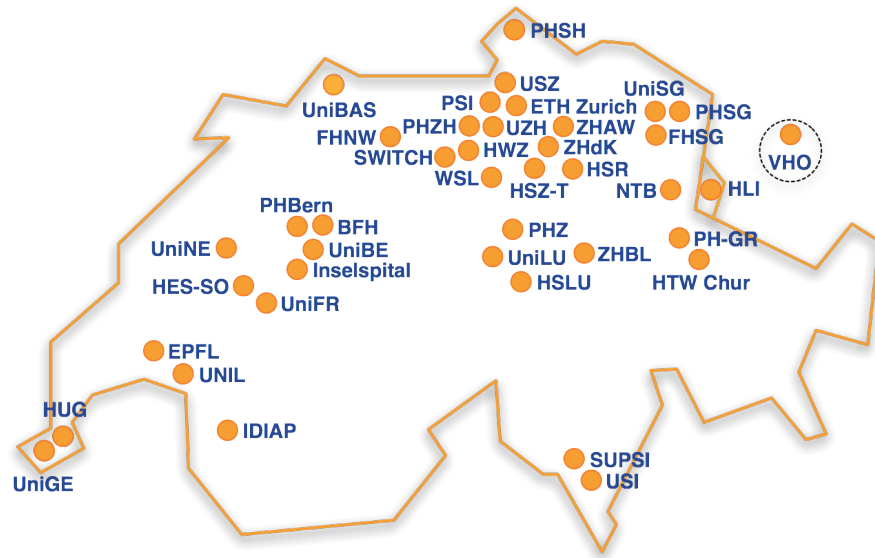 PHSH
USZ
UniSG
PSI
ETH Zurich
PHSG
UniBAS
PHZH
UZH
ZHAW
FHSG
FHNW
SWITCH
HWZ
ZHdK
VHO
WSL
HSZ-T
HSR
NTB
HLI
PHBern
BFH
PHZ
PH-GR
UniNE
UniBE
UniLU
ZHBL
Inselspital
HES-SO
HSLU
HTW Chur
UniFR
EPFL
UNIL
HUG
IDIAP
SUPSI
UniGE
USI